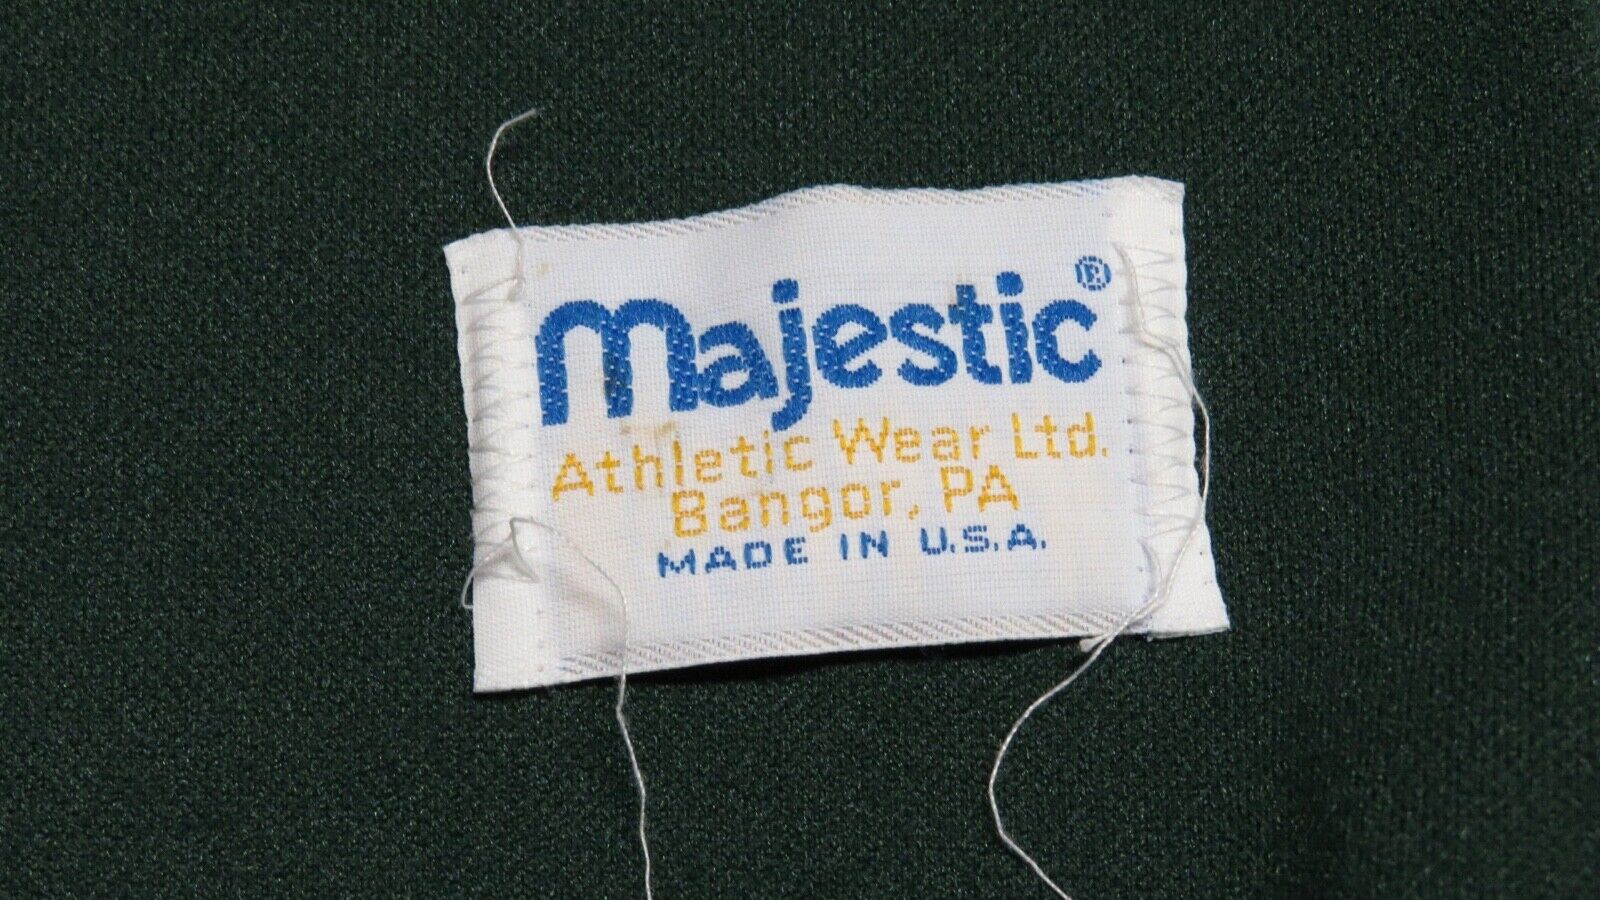 majestic®
Athletic Wear Ltd.
Bangor, PA
MADE IN U.S.A.